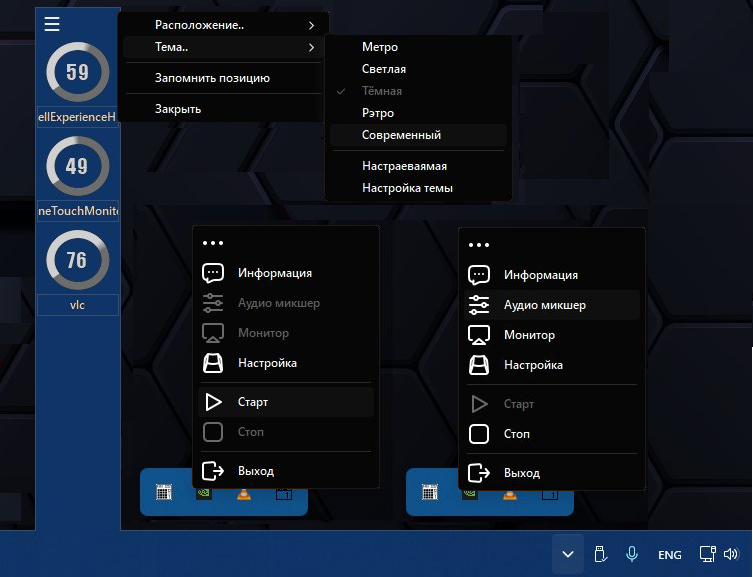 59
ellExperienceH
49
neTouchMonito
76
vlc
Расположение..
Тема..
Запомнить позицию
Закрыть
Метро
Светлая
Тёмная
Рэтро
Современный
Настраеваямая
Настройка темы
Информация
Аудио микшер
Монитор
Настройка
Старт
Стоп
Выход
Информация
Аудио микшер
Монитор
Настройка
Старт
Стоп
Выход
ENG